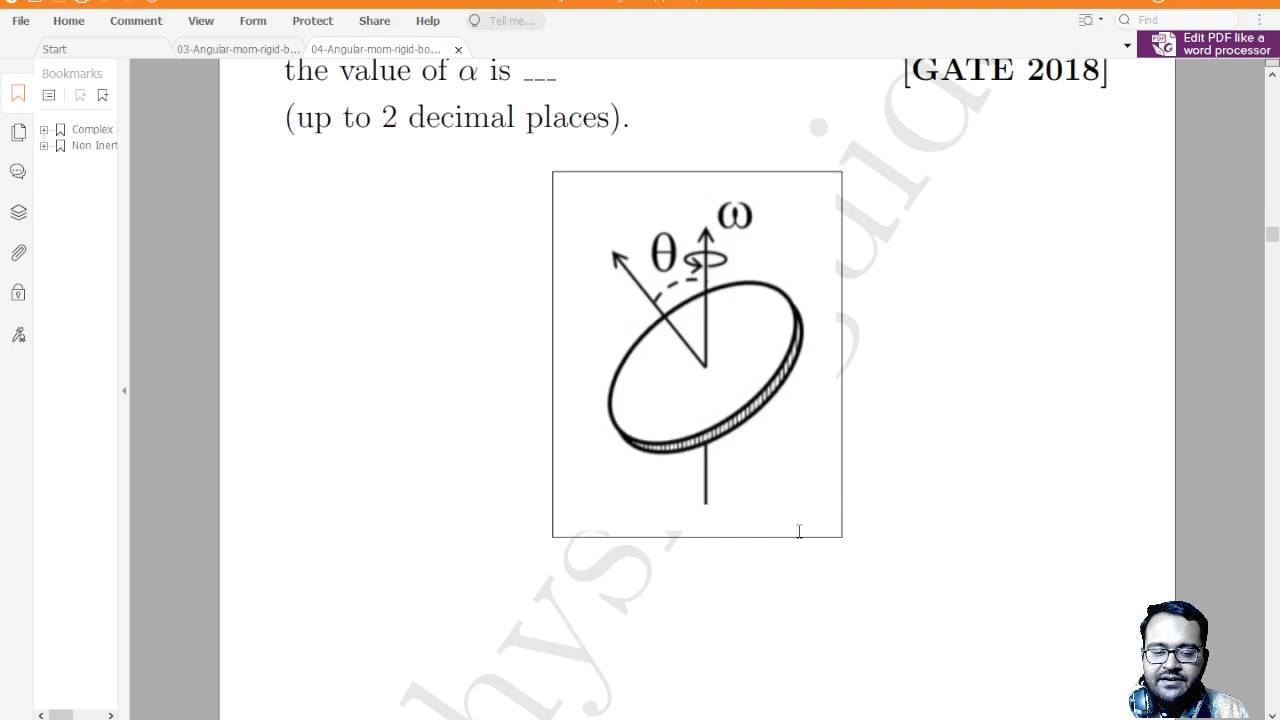 File Home Comment View Form Protect Share Help Tell me... Find
Start 03-Angular-mom-rigid-b... 04-Angular-mom-rigid-bo... Edit PDF like a
word processor
Bookmarks
Complex
Non Inert
the value of α is ___ [GATE 2018]
(up to 2 decimal places).
ω
θ